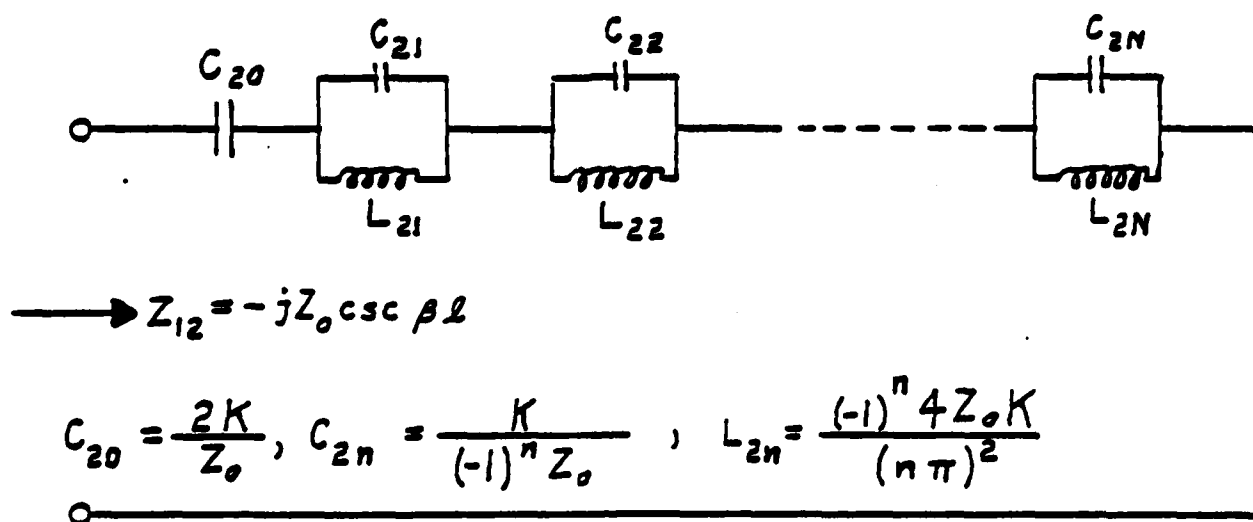 C₂₀ C₂₁ C₂₂ C₂N
L₂₁ L₂₂ L₂N
Z₁₂ = -jZ₀ csc βℓ
C₂₀ = 2K/Z₀, C₂ₙ = K/((-1)ⁿ Z₀), L₂ₙ = (-1)ⁿ 4Z₀K/(nπ)²